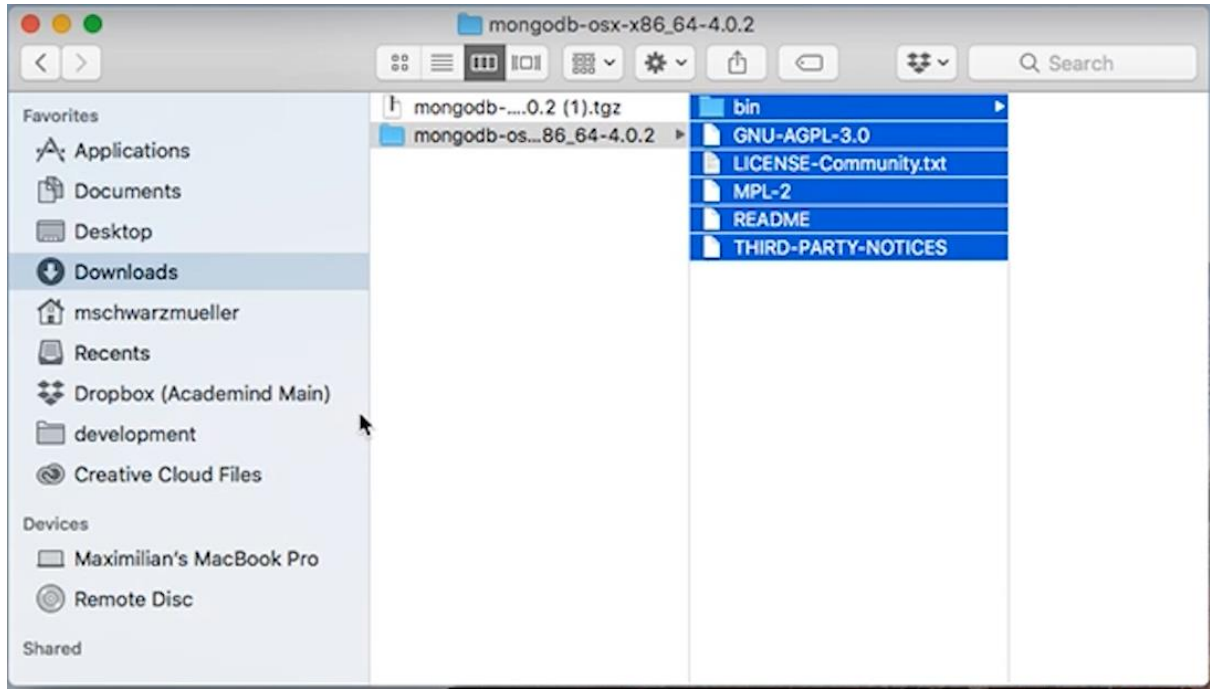 mongodb-osx-x86_64-4.0.2
Search
Favorites
Applications
Documents
Desktop
Downloads
mschwarzmueller
Recents
Dropbox (Academind Main)
development
Creative Cloud Files
Devices
Maximilian's MacBook Pro
Remote Disc
Shared
mongodb-....0.2 (1).tgz
mongodb-os...86_64-4.0.2
bin
GNU-AGPL-3.0
LICENSE-Community.txt
MPL-2
README
THIRD-PARTY-NOTICES